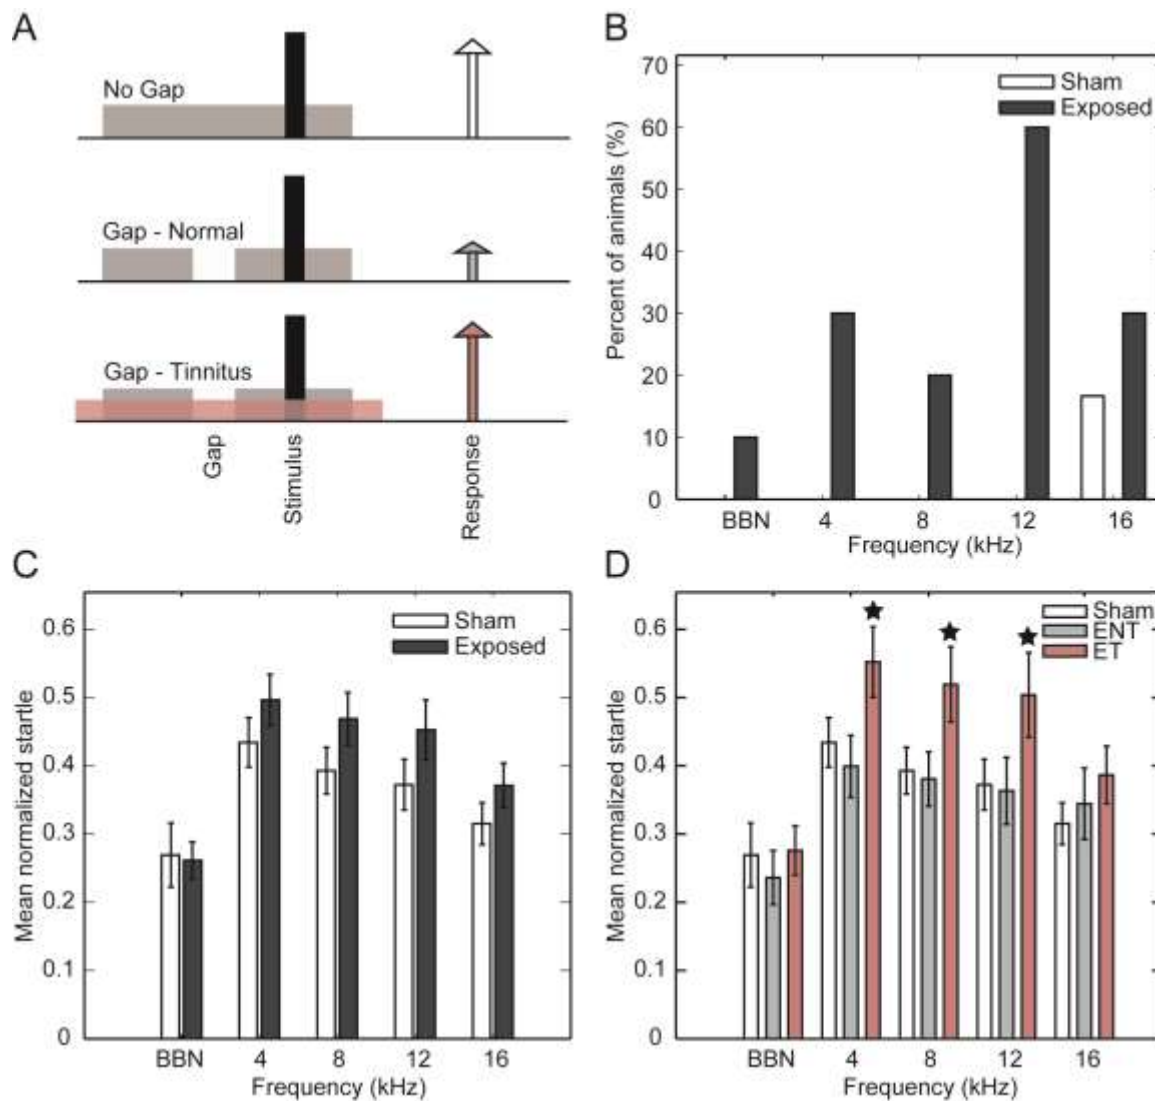 A
No Gap
Gap - Normal
Gap - Tinnitus
Gap
Stimulus
Response
B
Percent of animals (%)
70
60
50
40
30
20
10
0
Sham
Exposed
BBN 4 8 12 16
Frequency (kHz)
C
Mean normalized startle
0.6
0.5
0.4
0.3
0.2
0.1
0
Sham
Exposed
BBN 4 8 12 16
Frequency (kHz)
D
Mean normalized startle
0.6
0.5
0.4
0.3
0.2
0.1
0
Sham
ENT
ET
BBN 4 8 12 16
Frequency (kHz)